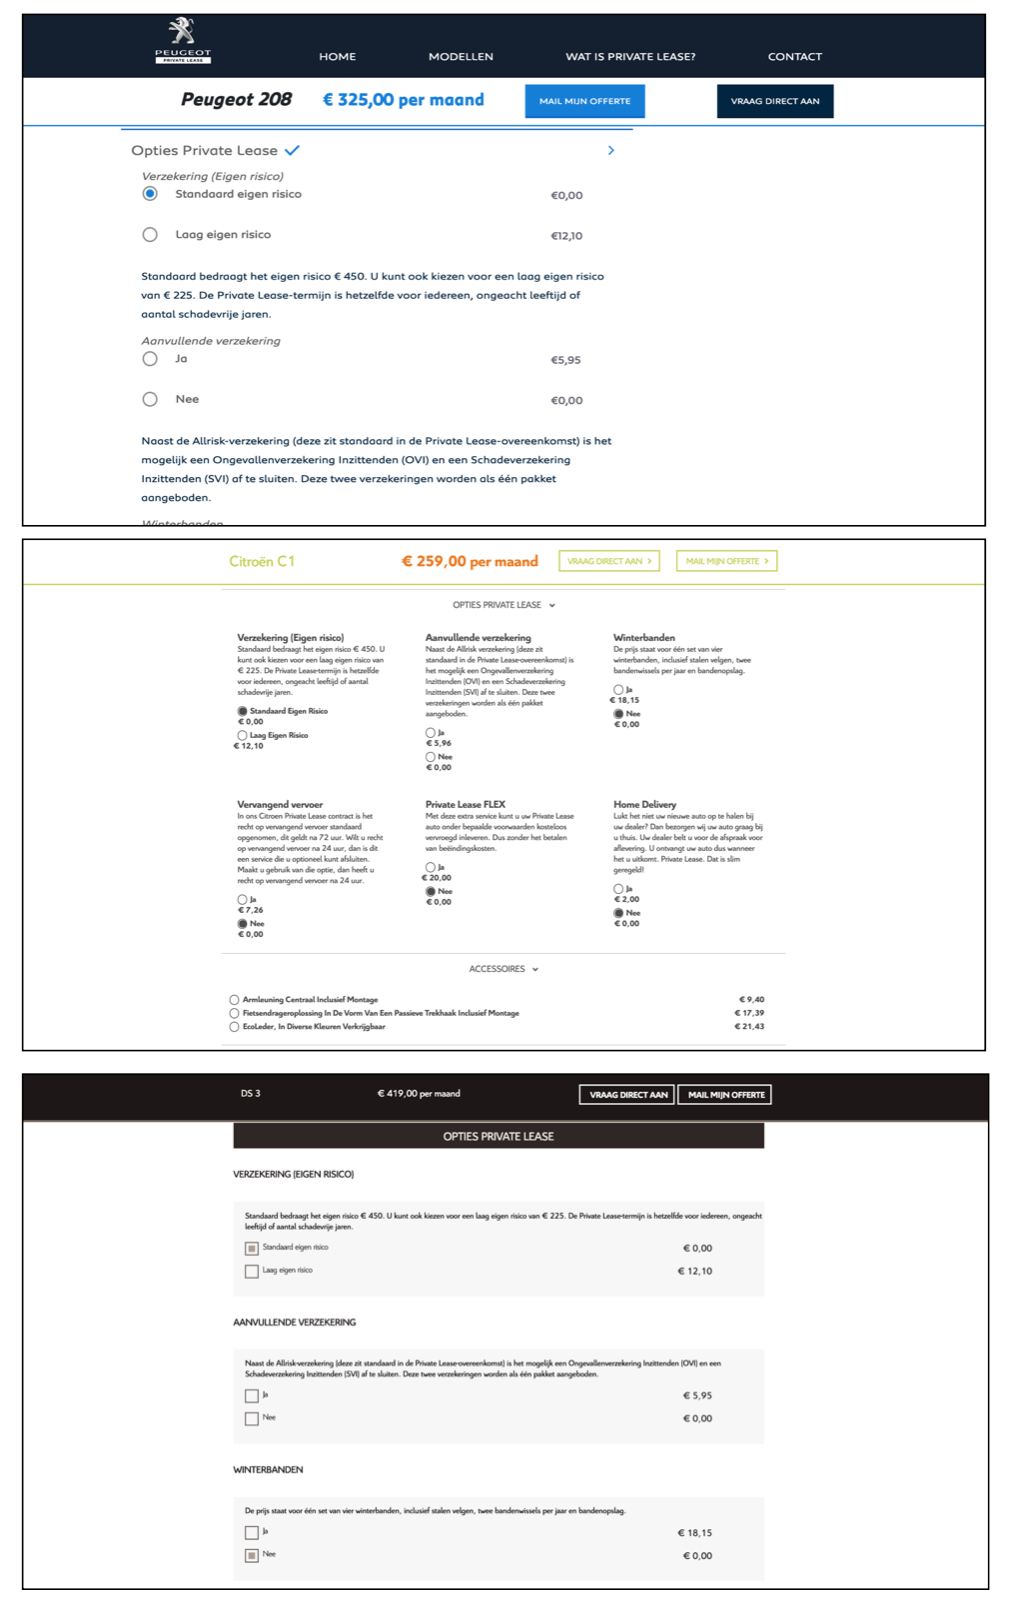 PEUGEOT
PRIVATE LEASE
HOME MODELLEN WAT IS PRIVATE LEASE? CONTACT
Peugeot 208 € 325,00 per maand MAIL MIJN OFFERTE VRAAG DIRECT AAN
Opties Private Lease
Verzekering (Eigen risico)
Standaard eigen risico €0,00
Laag eigen risico €12,10
Standaard bedraagt het eigen risico € 450. U kunt ook kiezen voor een laag eigen risico
van € 225. De Private Lease-termijn is hetzelfde voor iedereen, ongeacht leeftijd of
aantal schadevrije jaren.
Aanvullende verzekering
Ja €5,95
Nee €0,00
Naast de Allrisk-verzekering (deze zit standaard in de Private Lease-overeenkomst) is het
mogelijk een Ongevallenverzekering Inzittenden (OVI) en een Schadeverzekering
Inzittenden (SVI) af te sluiten. Deze twee verzekeringen worden als één pakket
aangeboden.
Winterbanden
Citroën C1 € 259,00 per maand VRAAG DIRECT AAN > MAIL MIJN OFFERTE >
OPTIES PRIVATE LEASE
Verzekering (Eigen risico)
Standaard bedraagt het eigen risico € 450. U
kunt ook kiezen voor een laag eigen risico van
€ 225. De Private Lease-termijn is hetzelfde
voor iedereen, ongeacht leeftijd of aantal
schadevrije jaren.
Standaard Eigen Risico
€ 0,00
Laag Eigen Risico
€ 12,10
Aanvullende verzekering
Naast de Allrisk verzekering (deze zit
standaard in de Private Lease-overeenkomst) is
het mogelijk een Ongevallenverzekering
Inzittenden (OVI) en een Schadeverzekering
Inzittenden (SVI) af te sluiten. Deze twee
verzekeringen worden als één pakket
aangeboden.
Ja
€ 5,96
Nee
€ 0,00
Winterbanden
De prijs staat voor één set van vier
winterbanden, inclusief stalen velgen, twee
bandenwissels per jaar en bandenopslag.
Ja
€ 18,15
Nee
€ 0,00
Vervangend vervoer
In ons Citroen Private Lease contract is het
recht op vervangend vervoer standaard
opgenomen, dit geldt na 72 uur. Wilt u recht
op vervangend vervoer na 24 uur, dan is dit
een service die u optioneel kunt afsluiten.
Maakt u gebruik van die optie, dan heeft u
recht op vervangend vervoer na 24 uur.
Ja
€ 7,26
Nee
€ 0,00
Private Lease FLEX
Met deze extra service kunt u uw Private Lease
auto onder bepaalde voorwaarden kosteloos
vervroegd inleveren. Dus zonder het betalen
van beëindingskosten.
Ja
€ 20,00
Nee
€ 0,00
Home Delivery
Lukt het niet uw nieuwe auto op te halen bij
uw dealer? Dan bezorgen wij uw auto graag bij
u thuis. Uw dealer belt u voor de afspraak voor
aflevering. U ontvangt uw auto dus wanneer
het u uitkomt. Private Lease. Dat is slim
geregeld!
Ja
€ 2,00
Nee
€ 0,00
ACCESSOIRES
Armleuning Centraal Inclusief Montage € 9,40
Fietsendrageroplossing In De Vorm Van Een Passieve Trekhaak Inclusief Montage € 17,39
EcoLeder, In Diverse Kleuren Verkrijgbaar € 21,43
DS 3 € 419,00 per maand VRAAG DIRECT AAN MAIL MIJN OFFERTE
OPTIES PRIVATE LEASE
VERZEKERING (EIGEN RISICO)
Standaard bedraagt het eigen risico € 450. U kunt ook kiezen voor een laag eigen risico van € 225. De Private Lease-termijn is hetzelfde voor iedereen, ongeacht
leeftijd of aantal schadevrije jaren.
Standaard eigen risico € 0,00
Laag eigen risico € 12,10
AANVULLENDE VERZEKERING
Naast de Allrisk-verzekering (deze zit standaard in de Private Lease-overeenkomst) is het mogelijk een Ongevallenverzekering Inzittenden (OVI) en een
Schadeverzekering Inzittenden (SVI) af te sluiten. Deze twee verzekeringen worden als één pakket aangeboden.
Ja € 5,95
Nee € 0,00
WINTERBANDEN
De prijs staat voor één set van vier winterbanden, inclusief stalen velgen, twee bandenwissels per jaar en bandenopslag.
Ja € 18,15
Nee € 0,00